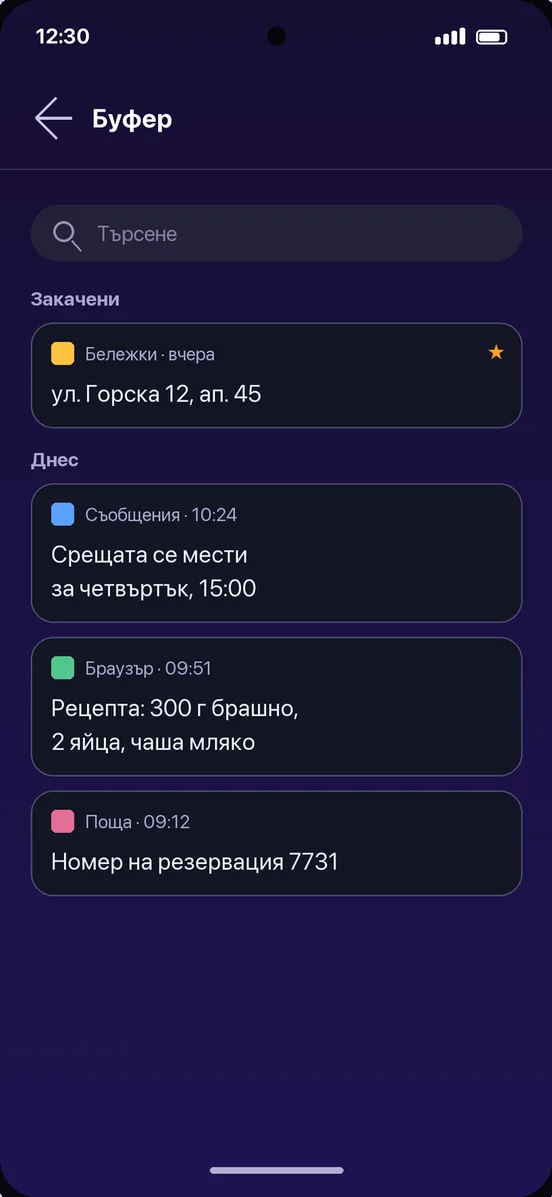 12:30
Буфер
Търсене
Закачени
Бележки · вчера
ул. Горска 12, ап. 45
Днес
Съобщения · 10:24
Срещата се мести
за четвъртък, 15:00
Браузър · 09:51
Рецепта: 300 г брашно,
2 яйца, чаша мляко
Поща · 09:12
Номер на резервация 7731